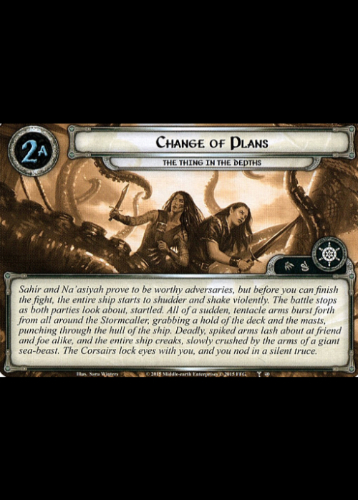 2A
CHANGE OF PLANS
THE THING IN THE DEPTHS
Sahir and Na'asiyah prove to be worthy adversaries, but before you can finish
the fight, the entire ship starts to shudder and shake violently. The battle stops
as both parties look about, startled. All of a sudden, tentacle arms burst forth
from all around the Stormcaller, grabbing a hold of the deck and the masts,
punching through the hull of the ship. Deadly, spiked arms lash about at friend
and foe alike, and the entire ship creaks, slowly crushed by the arms of a giant
sea-beast. The Corsairs lock eyes with you, and you nod in a silent truce.
Middle-earth Enterprises